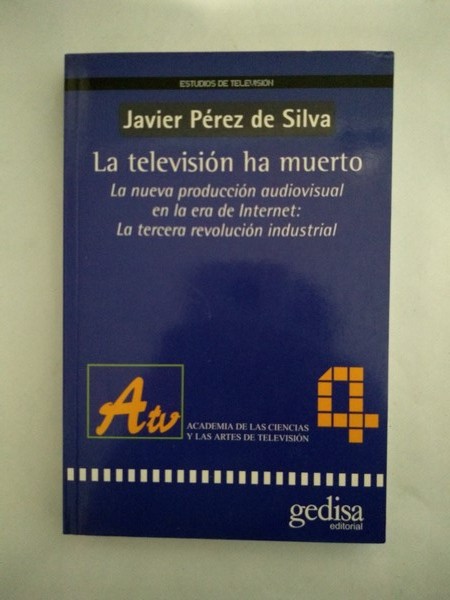 ESTUDIOS DE TELEVISIÓN
Javier Pérez de Silva
La televisión ha muerto
La nueva producción audiovisual
en la era de Internet:
La tercera revolución industrial
Atv
ACADEMIA DE LAS CIENCIAS
Y LAS ARTES DE TELEVISIÓN
4
gedisa
editorial